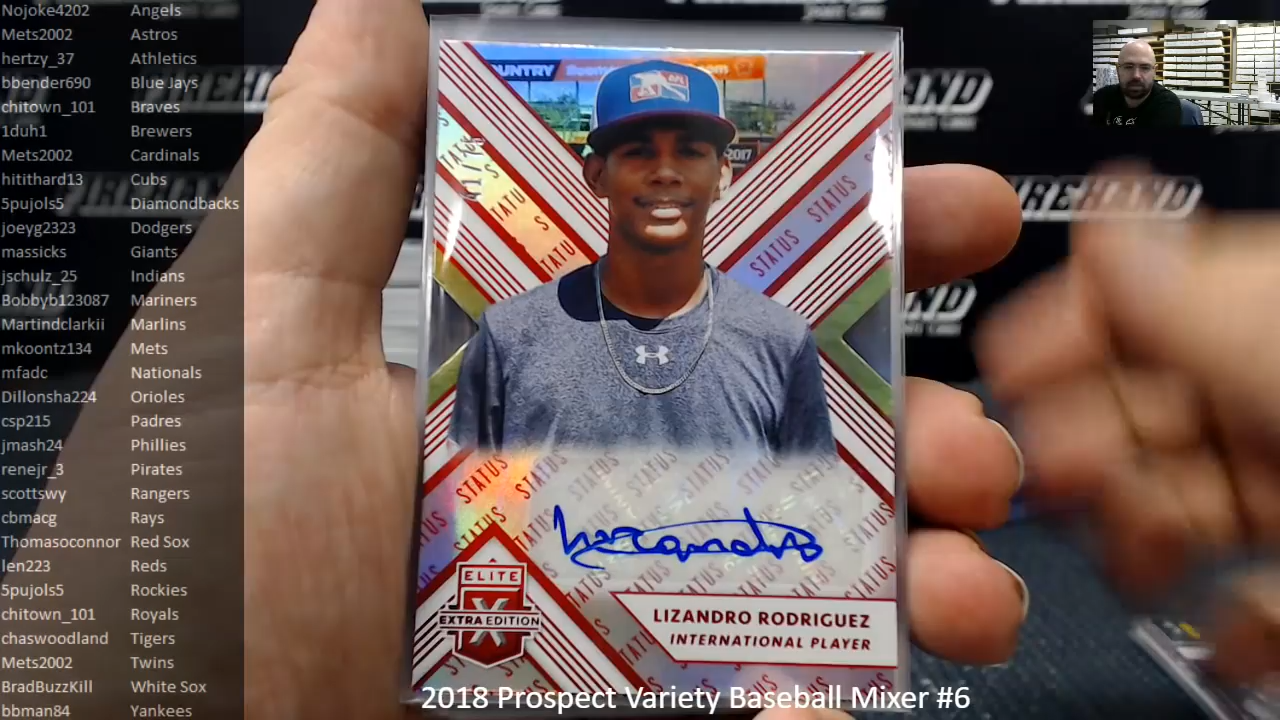 Nojoke4202 Angels
Mets2002 Astros
hertzy_37 Athletics
bbender690 Blue Jays
chitown_101 Braves
1duh1 Brewers
Mets2002 Cardinals
hitithard13 Cubs
5pujols5 Diamondbacks
joeyg2323 Dodgers
massicks Giants
jschulz_25 Indians
Bobbyb123087 Mariners
Martindclarkii Marlins
mkoontz134 Mets
mfadc Nationals
Dillonsha224 Orioles
csp215 Padres
jmash24 Phillies
renejr_3 Pirates
scottswy Rangers
cbmacg Rays
Thomasoconnor Red Sox
len223 Reds
5pujols5 Rockies
chitown_101 Royals
chaswoodland Tigers
Mets2002 Twins
BradBuzzKill White Sox
bbman84 Yankees
2017
STATUS STATUS
STATUS STATUS
ELITE
X
EXTRA EDITION
LIZANDRO RODRIGUEZ
INTERNATIONAL PLAYER
2018 Prospect Variety Baseball Mixer #6